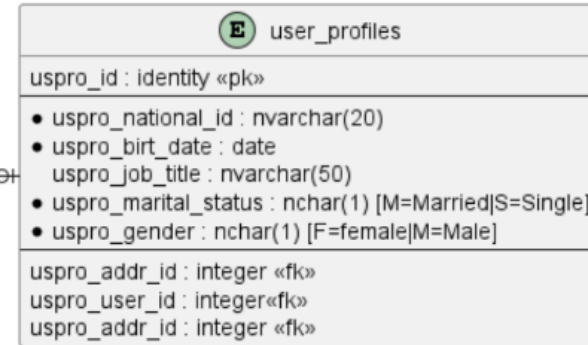 E user_profiles
uspro_id : identity «pk»
uspro_national_id : nvarchar(20)
uspro_birt_date : date
uspro_job_title : nvarchar(50)
uspro_marital_status : nchar(1) [M=Married|S=Single]
uspro_gender : nchar(1) [F=female|M=Male]
uspro_addr_id : integer «fk»
uspro_user_id : integer«fk»
uspro_addr_id : integer «fk»